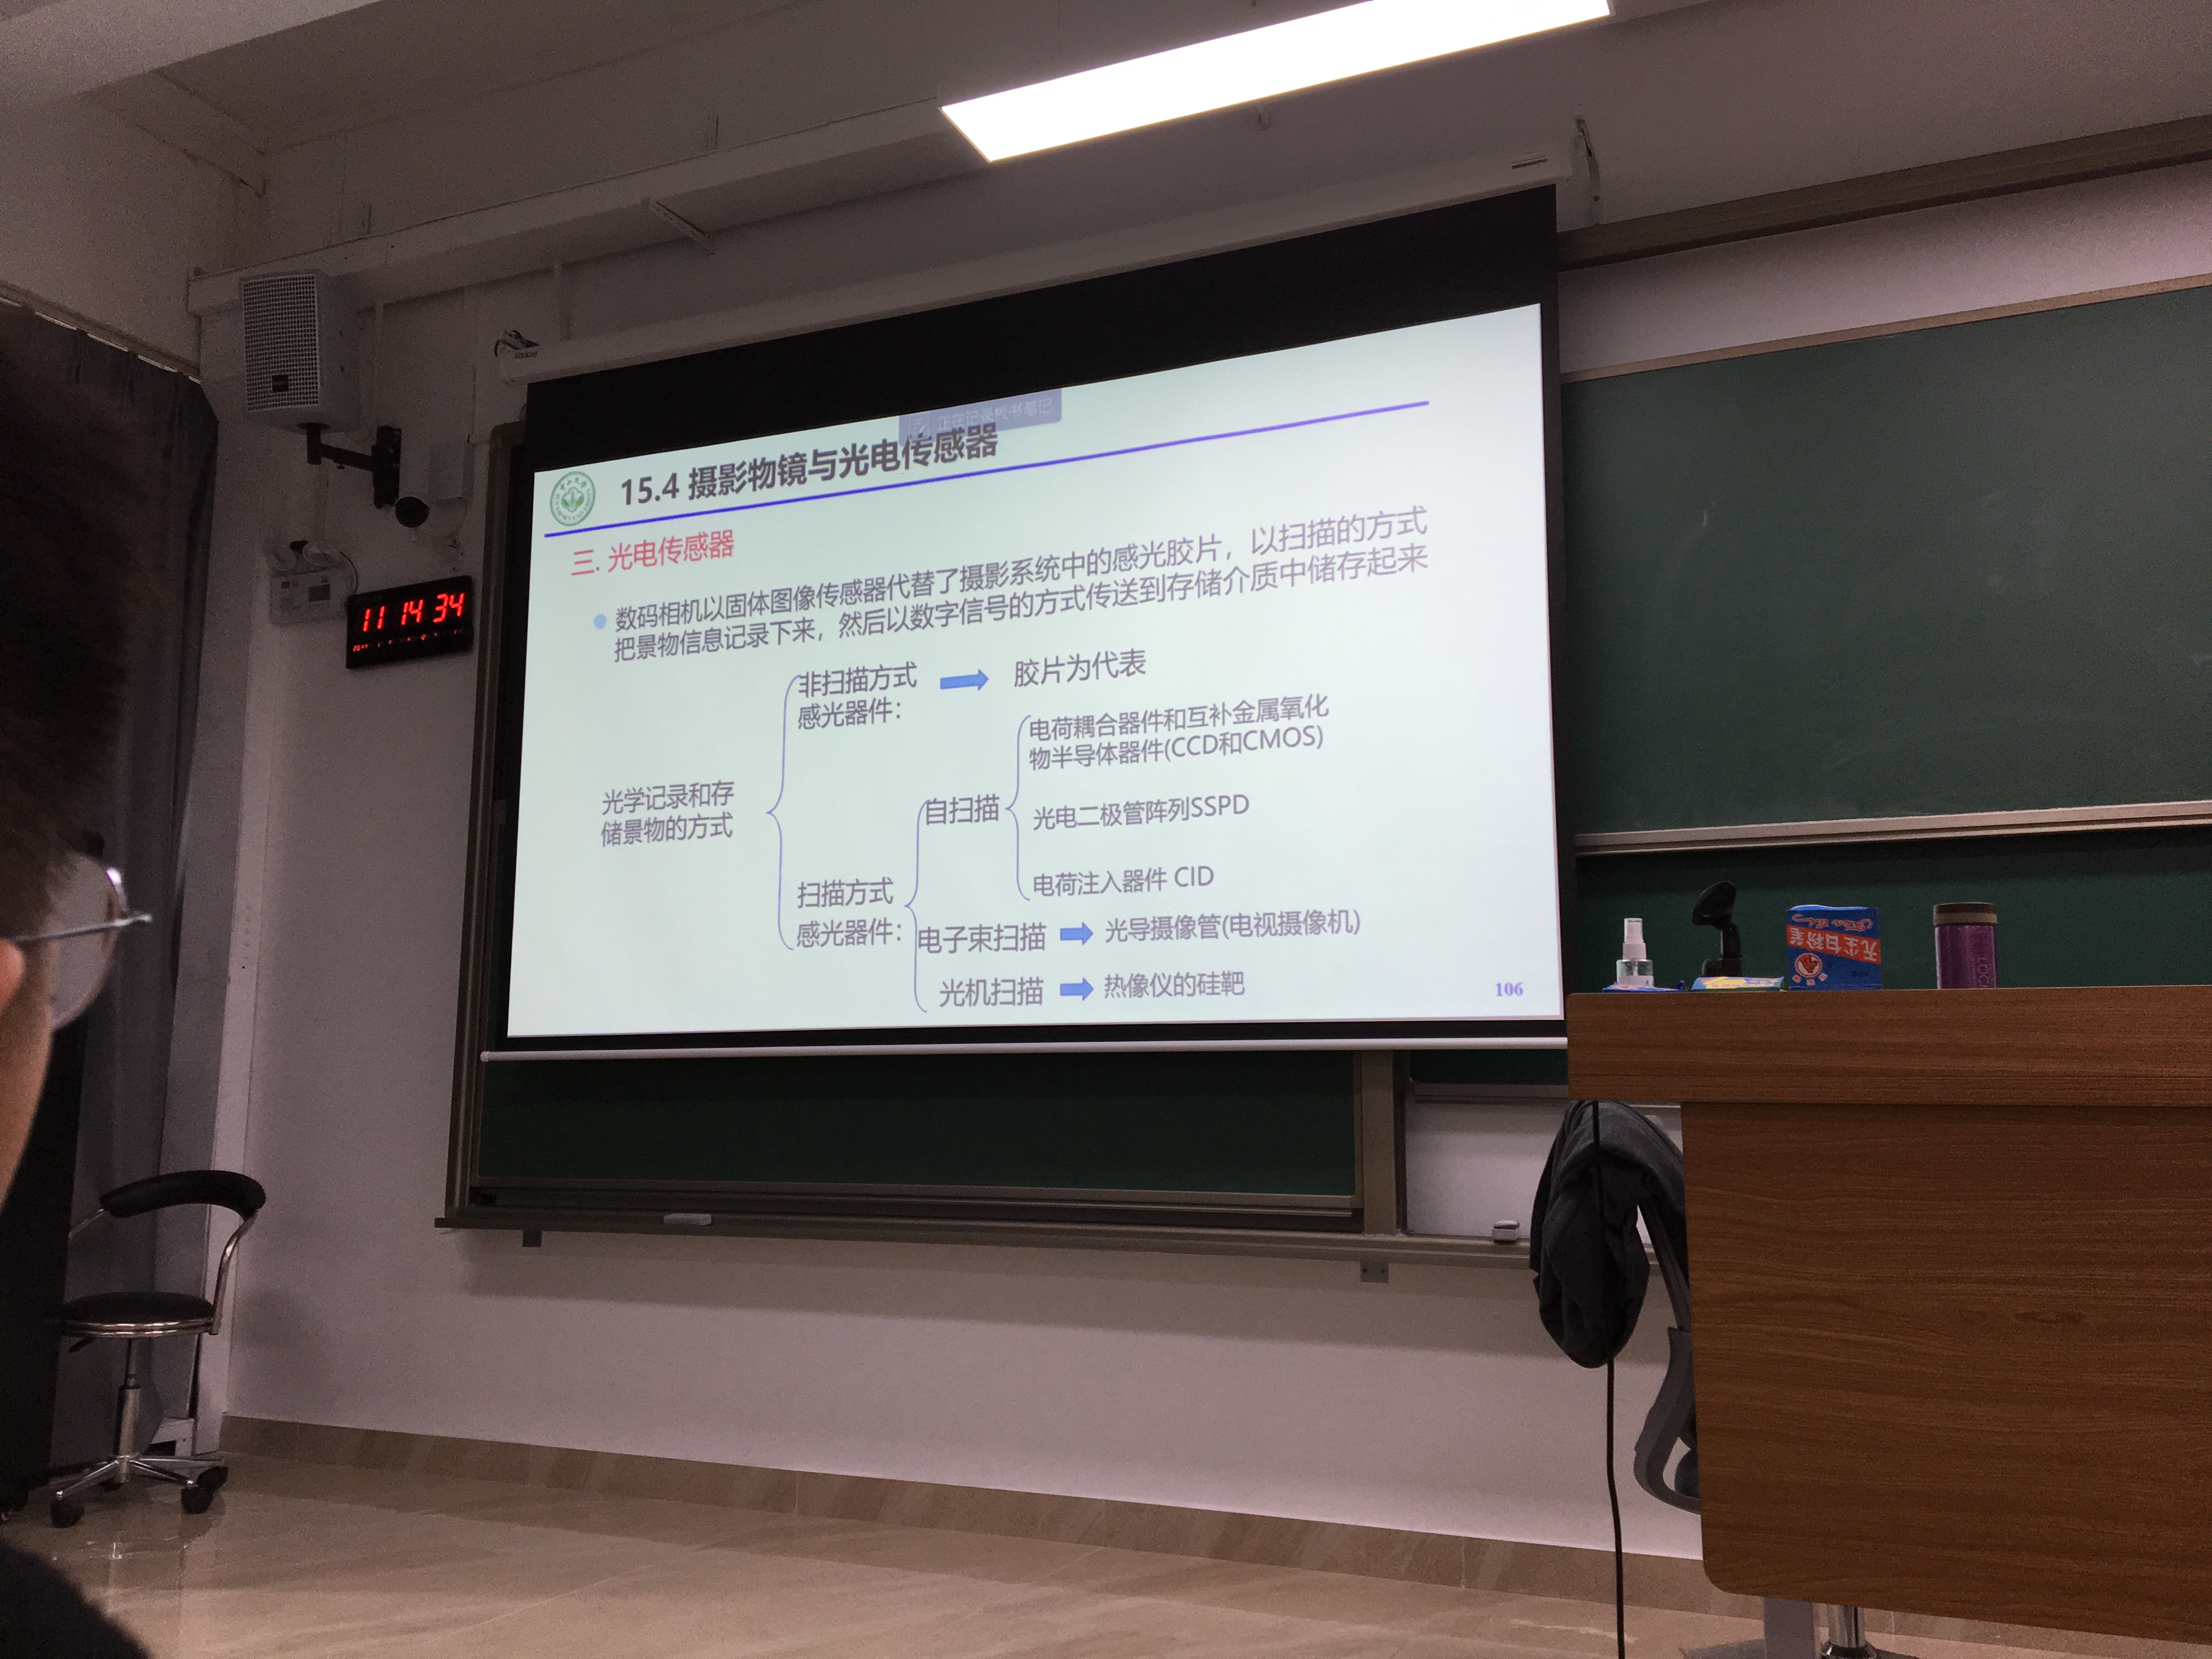 正在记录板书笔记
15.4 摄影物镜与光电传感器
三. 光电传感器
数码相机以固体图像传感器代替了摄影系统中的感光胶片，以扫描的方式
把景物信息记录下来，然后以数字信号的方式传送到存储介质中储存起来
非扫描方式
感光器件：
胶片为代表
光学记录和存
储景物的方式
扫描方式
感光器件：
自扫描
电荷耦合器件和互补金属氧化
物半导体器件(CCD和CMOS)
光电二极管阵列SSPD
电荷注入器件 CID
电子束扫描
光导摄像管(电视摄像机)
光机扫描
热像仪的硅靶
106
11 14 34
无尘白粉笔
LOCK